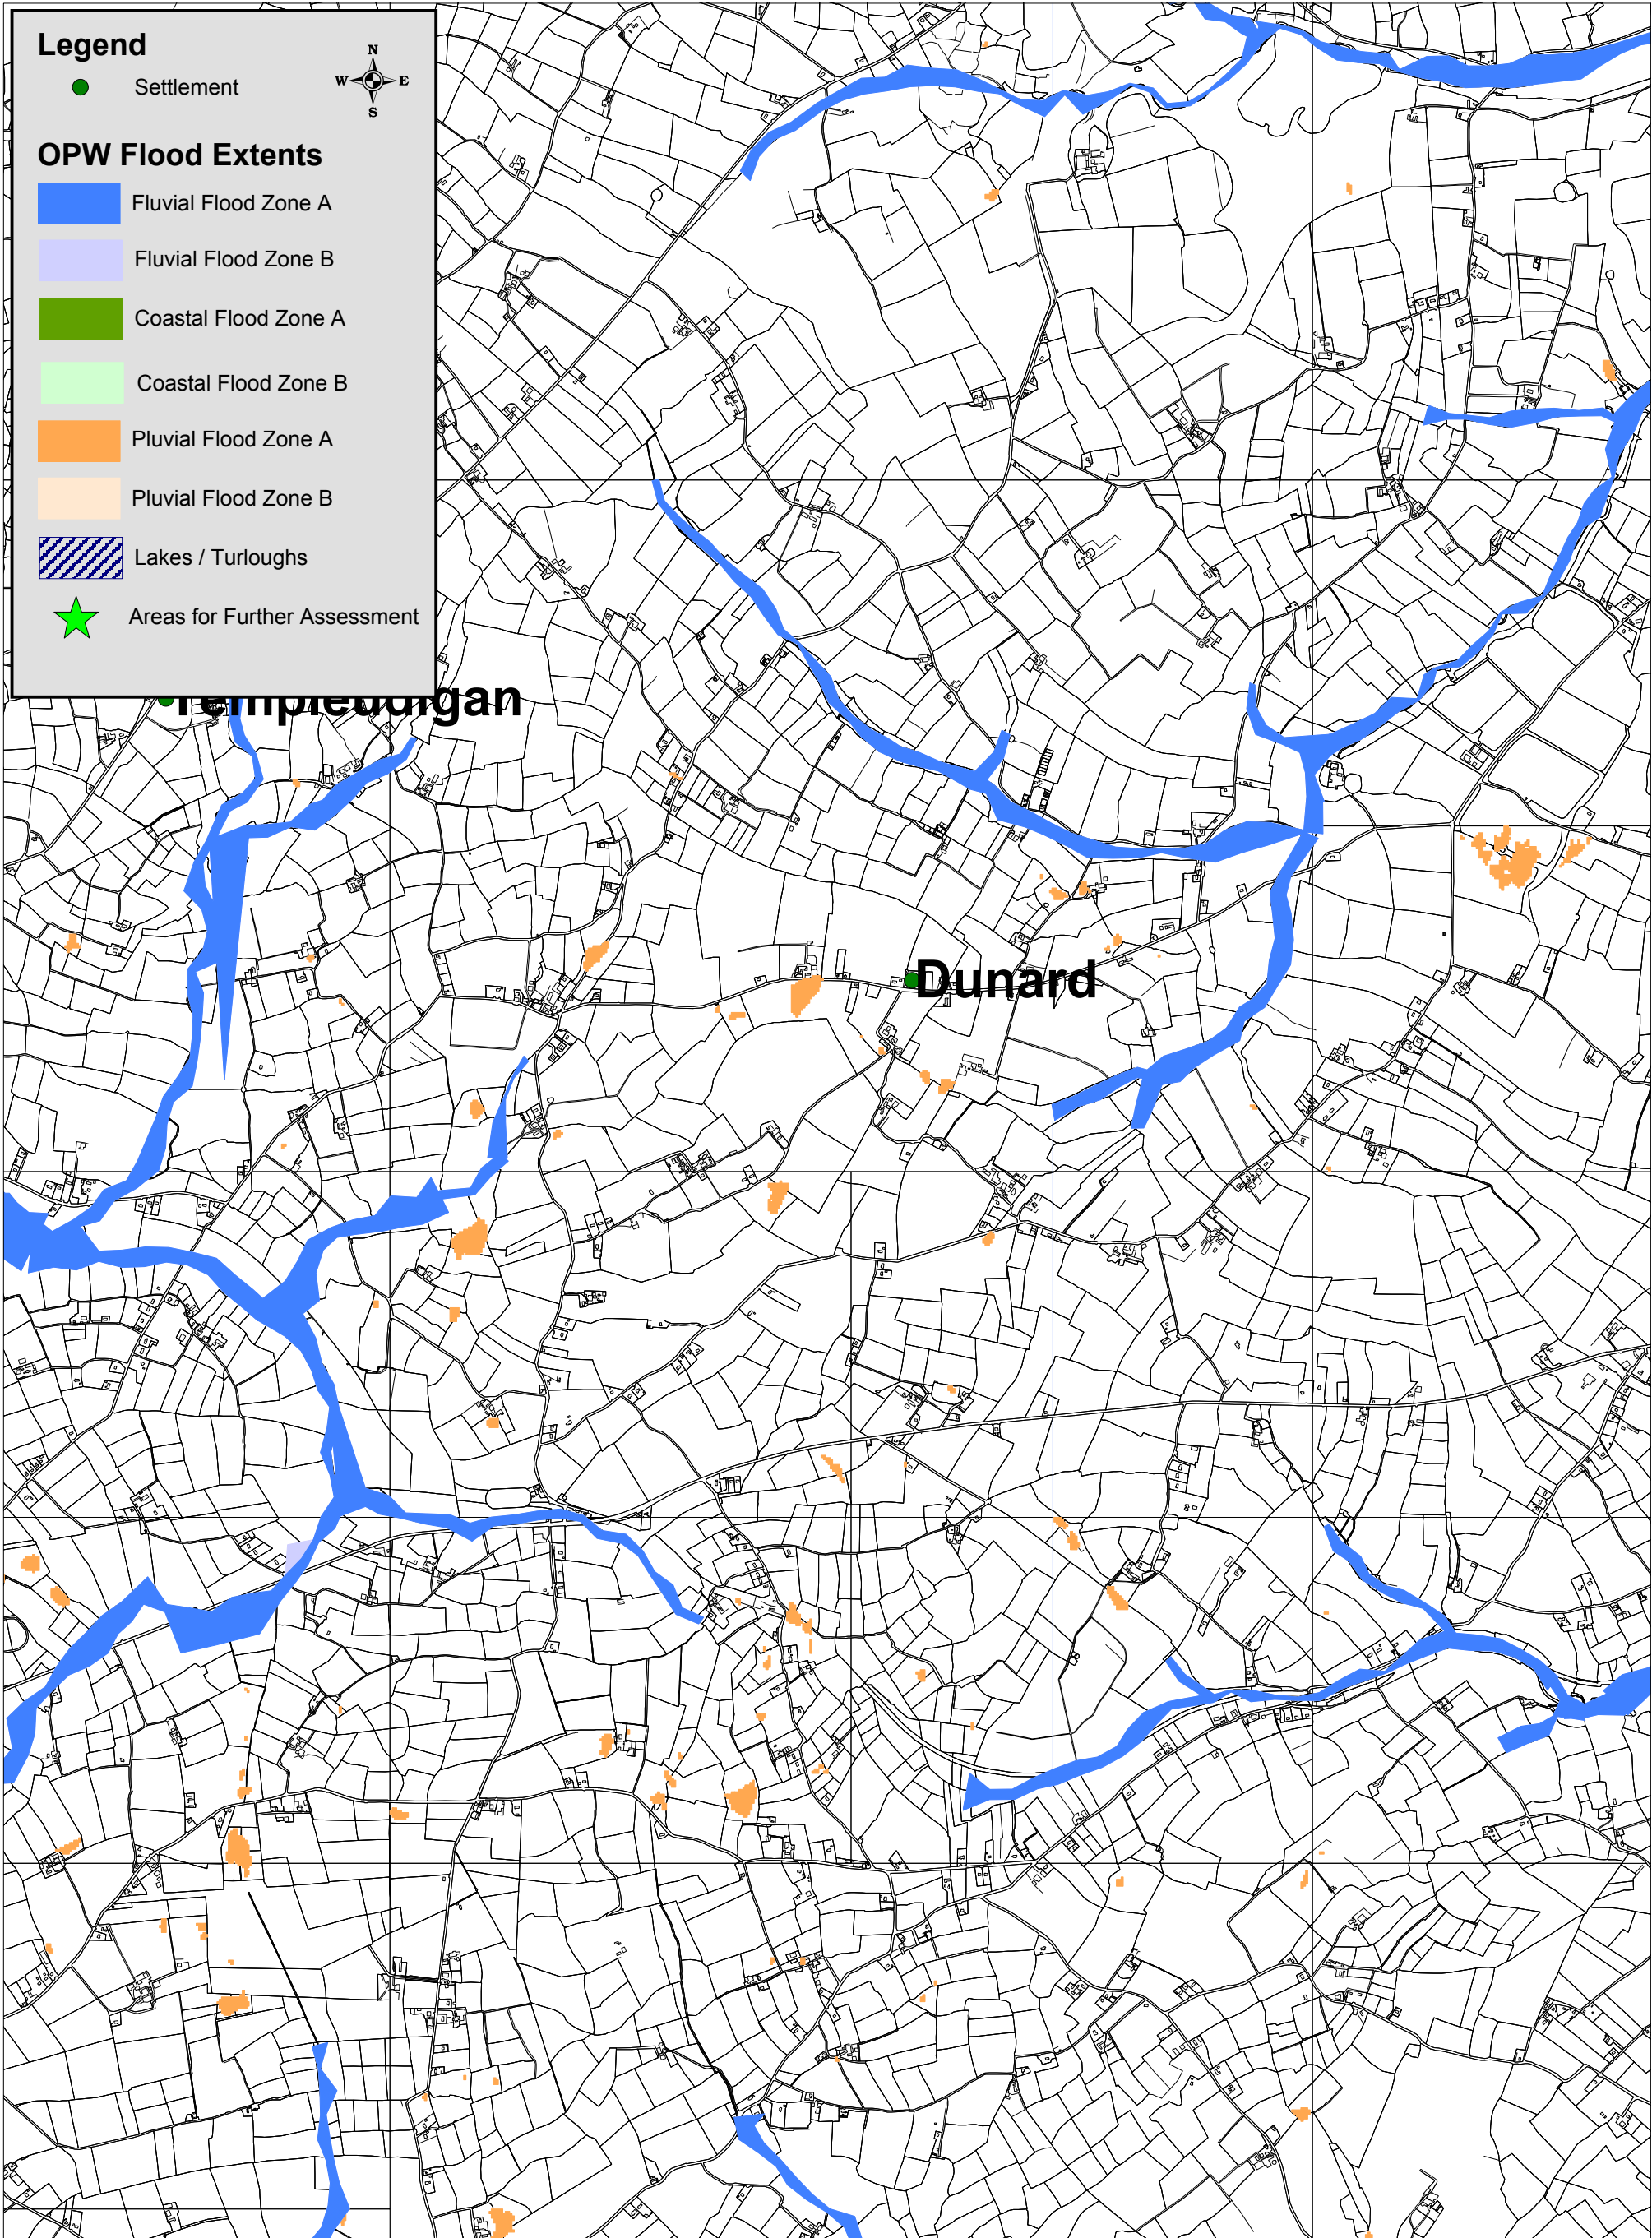 Legend
N
W E
S
Settlement
OPW Flood Extents
Fluvial Flood Zone A
Fluvial Flood Zone B
Coastal Flood Zone A
Coastal Flood Zone B
Pluvial Flood Zone A
Pluvial Flood Zone B
Lakes / Turloughs
Areas for Further Assessment
Templeudigan
Dunard